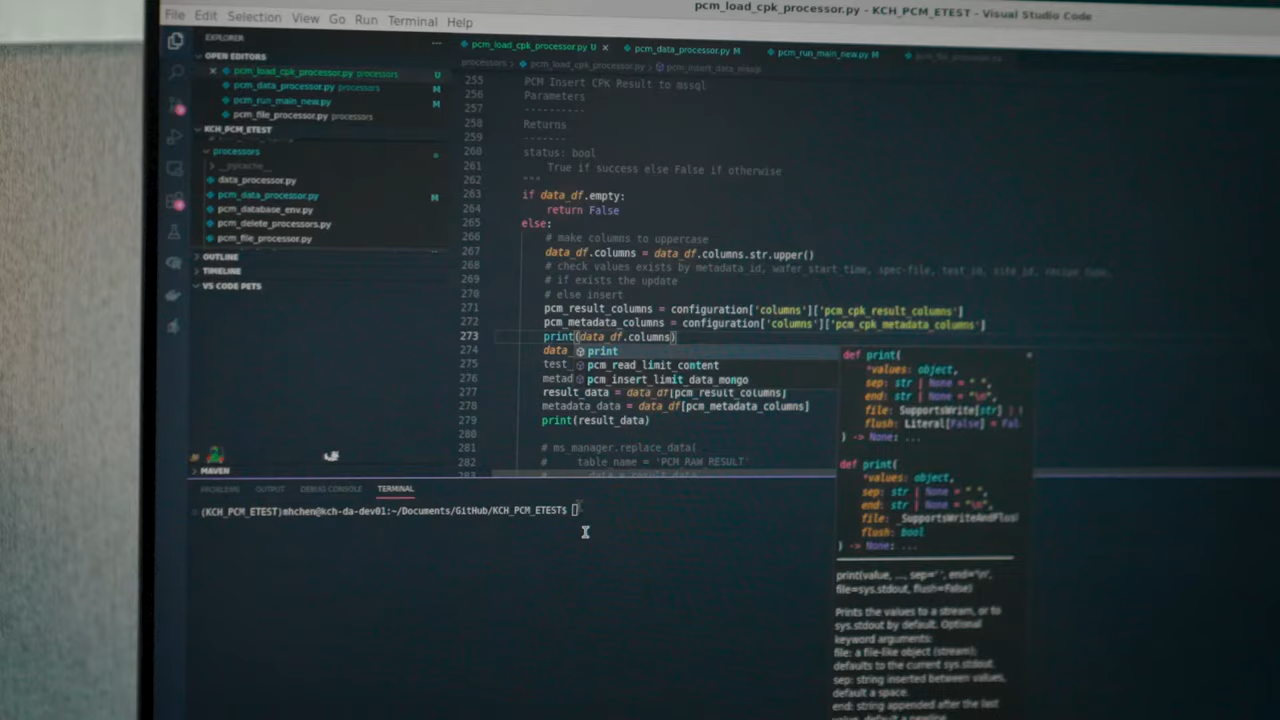 pcm_load_cpk_processor.py - KCH_PCM_ETEST - Visual Studio Code
File Edit Selection View Go Run Terminal Help
EXPLORER
OPEN EDITORS
pcm_load_cpk_processor.py processors U
pcm_data_processor.py processors M
pcm_run_main_new.py M
pcm_file_processor.py processors
KCH_PCM_ETEST
processors
__pycache__
data_processor.py
pcm_data_processor.py M
pcm_database_env.py
pcm_delete_processors.py
pcm_file_processor.py
OUTLINE
TIMELINE
VS CODE PETS
MAVEN
pcm_load_cpk_processor.py U pcm_data_processor.py M pcm_run_main_new.py M pcm_file_processor.py
processors > pcm_load_cpk_processor.py > pcm_insert_data_mssql
255 PCM Insert CPK Result to mssql
256 Parameters
257 ----------
258 Returns
259 -------
260 status: bool
261 True if success else False if otherwise
262 """
263 if data_df.empty:
264 return False
265 else:
266 # make columns to uppercase
267 data_df.columns = data_df.columns.str.upper()
268 # check values exists by metadata_id, wafer_start_time, spec-file, test_id, site_id, recipe_name,
269 # if exists the update
270 # else insert
271 pcm_result_columns = configuration['columns']['pcm_cpk_result_columns']
272 pcm_metadata_columns = configuration['columns']['pcm_cpk_metadata_columns']
273 print(data_df.columns)
274 data_
275 test_
276 metad
277 result_data = data_df[pcm_result_columns]
278 metadata_data = data_df[pcm_metadata_columns]
279 print(result_data)
280
281 # ms_manager.replace_data(
282 # table_name = 'PCM_RAW_RESULT'
283 # data = result_data
print
pcm_read_limit_content
pcm_insert_limit_data_mongo
def print(
*values: object,
sep: str | None = " ",
end: str | None = "\n",
file: SupportsWrite[str] |
flush: Literal[False] = Fal
) -> None: ...
def print(
*values: object,
sep: str | None = " ",
end: str | None = "\n",
file: _SupportsWriteAndFlus
flush: bool
) -> None: ...
print(value, ..., sep=' ', end='\n',
file=sys.stdout, flush=False)
Prints the values to a stream, or to
sys.stdout by default. Optional
keyword arguments:
file: a file-like object (stream);
defaults to the current sys.stdout.
sep: string inserted between values,
default a space.
end: string appended after the last
value, default a newline.
PROBLEMS OUTPUT DEBUG CONSOLE TERMINAL
(KCH_PCM_ETEST)mhchen@kch-da-dev01:~/Documents/GitHub/KCH_PCM_ETEST$